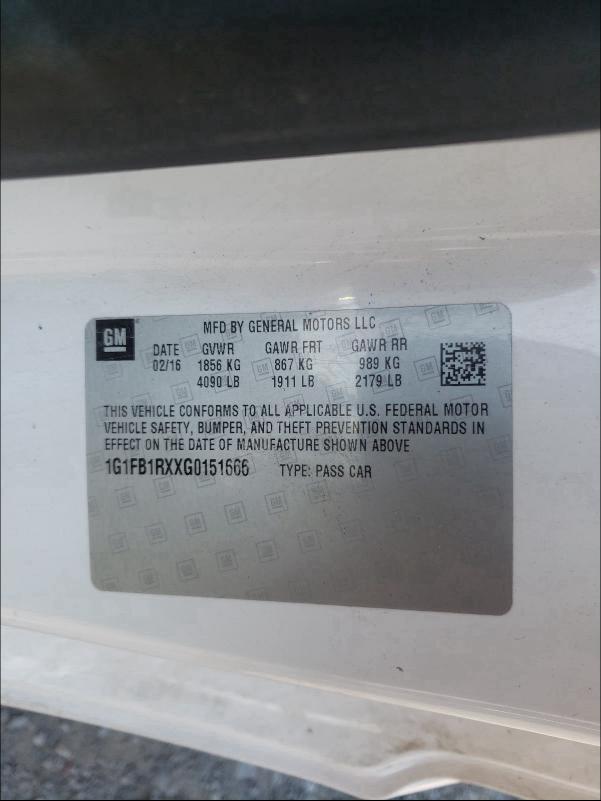 GM
MFD BY GENERAL MOTORS LLC
DATE GVWR GAWR FRT GAWR RR
02/16 1856 KG 867 KG 989 KG
4090 LB 1911 LB 2179 LB
THIS VEHICLE CONFORMS TO ALL APPLICABLE U.S. FEDERAL MOTOR
VEHICLE SAFETY, BUMPER, AND THEFT PREVENTION STANDARDS IN
EFFECT ON THE DATE OF MANUFACTURE SHOWN ABOVE
1G1FB1RXXG0151666 TYPE: PASS CAR